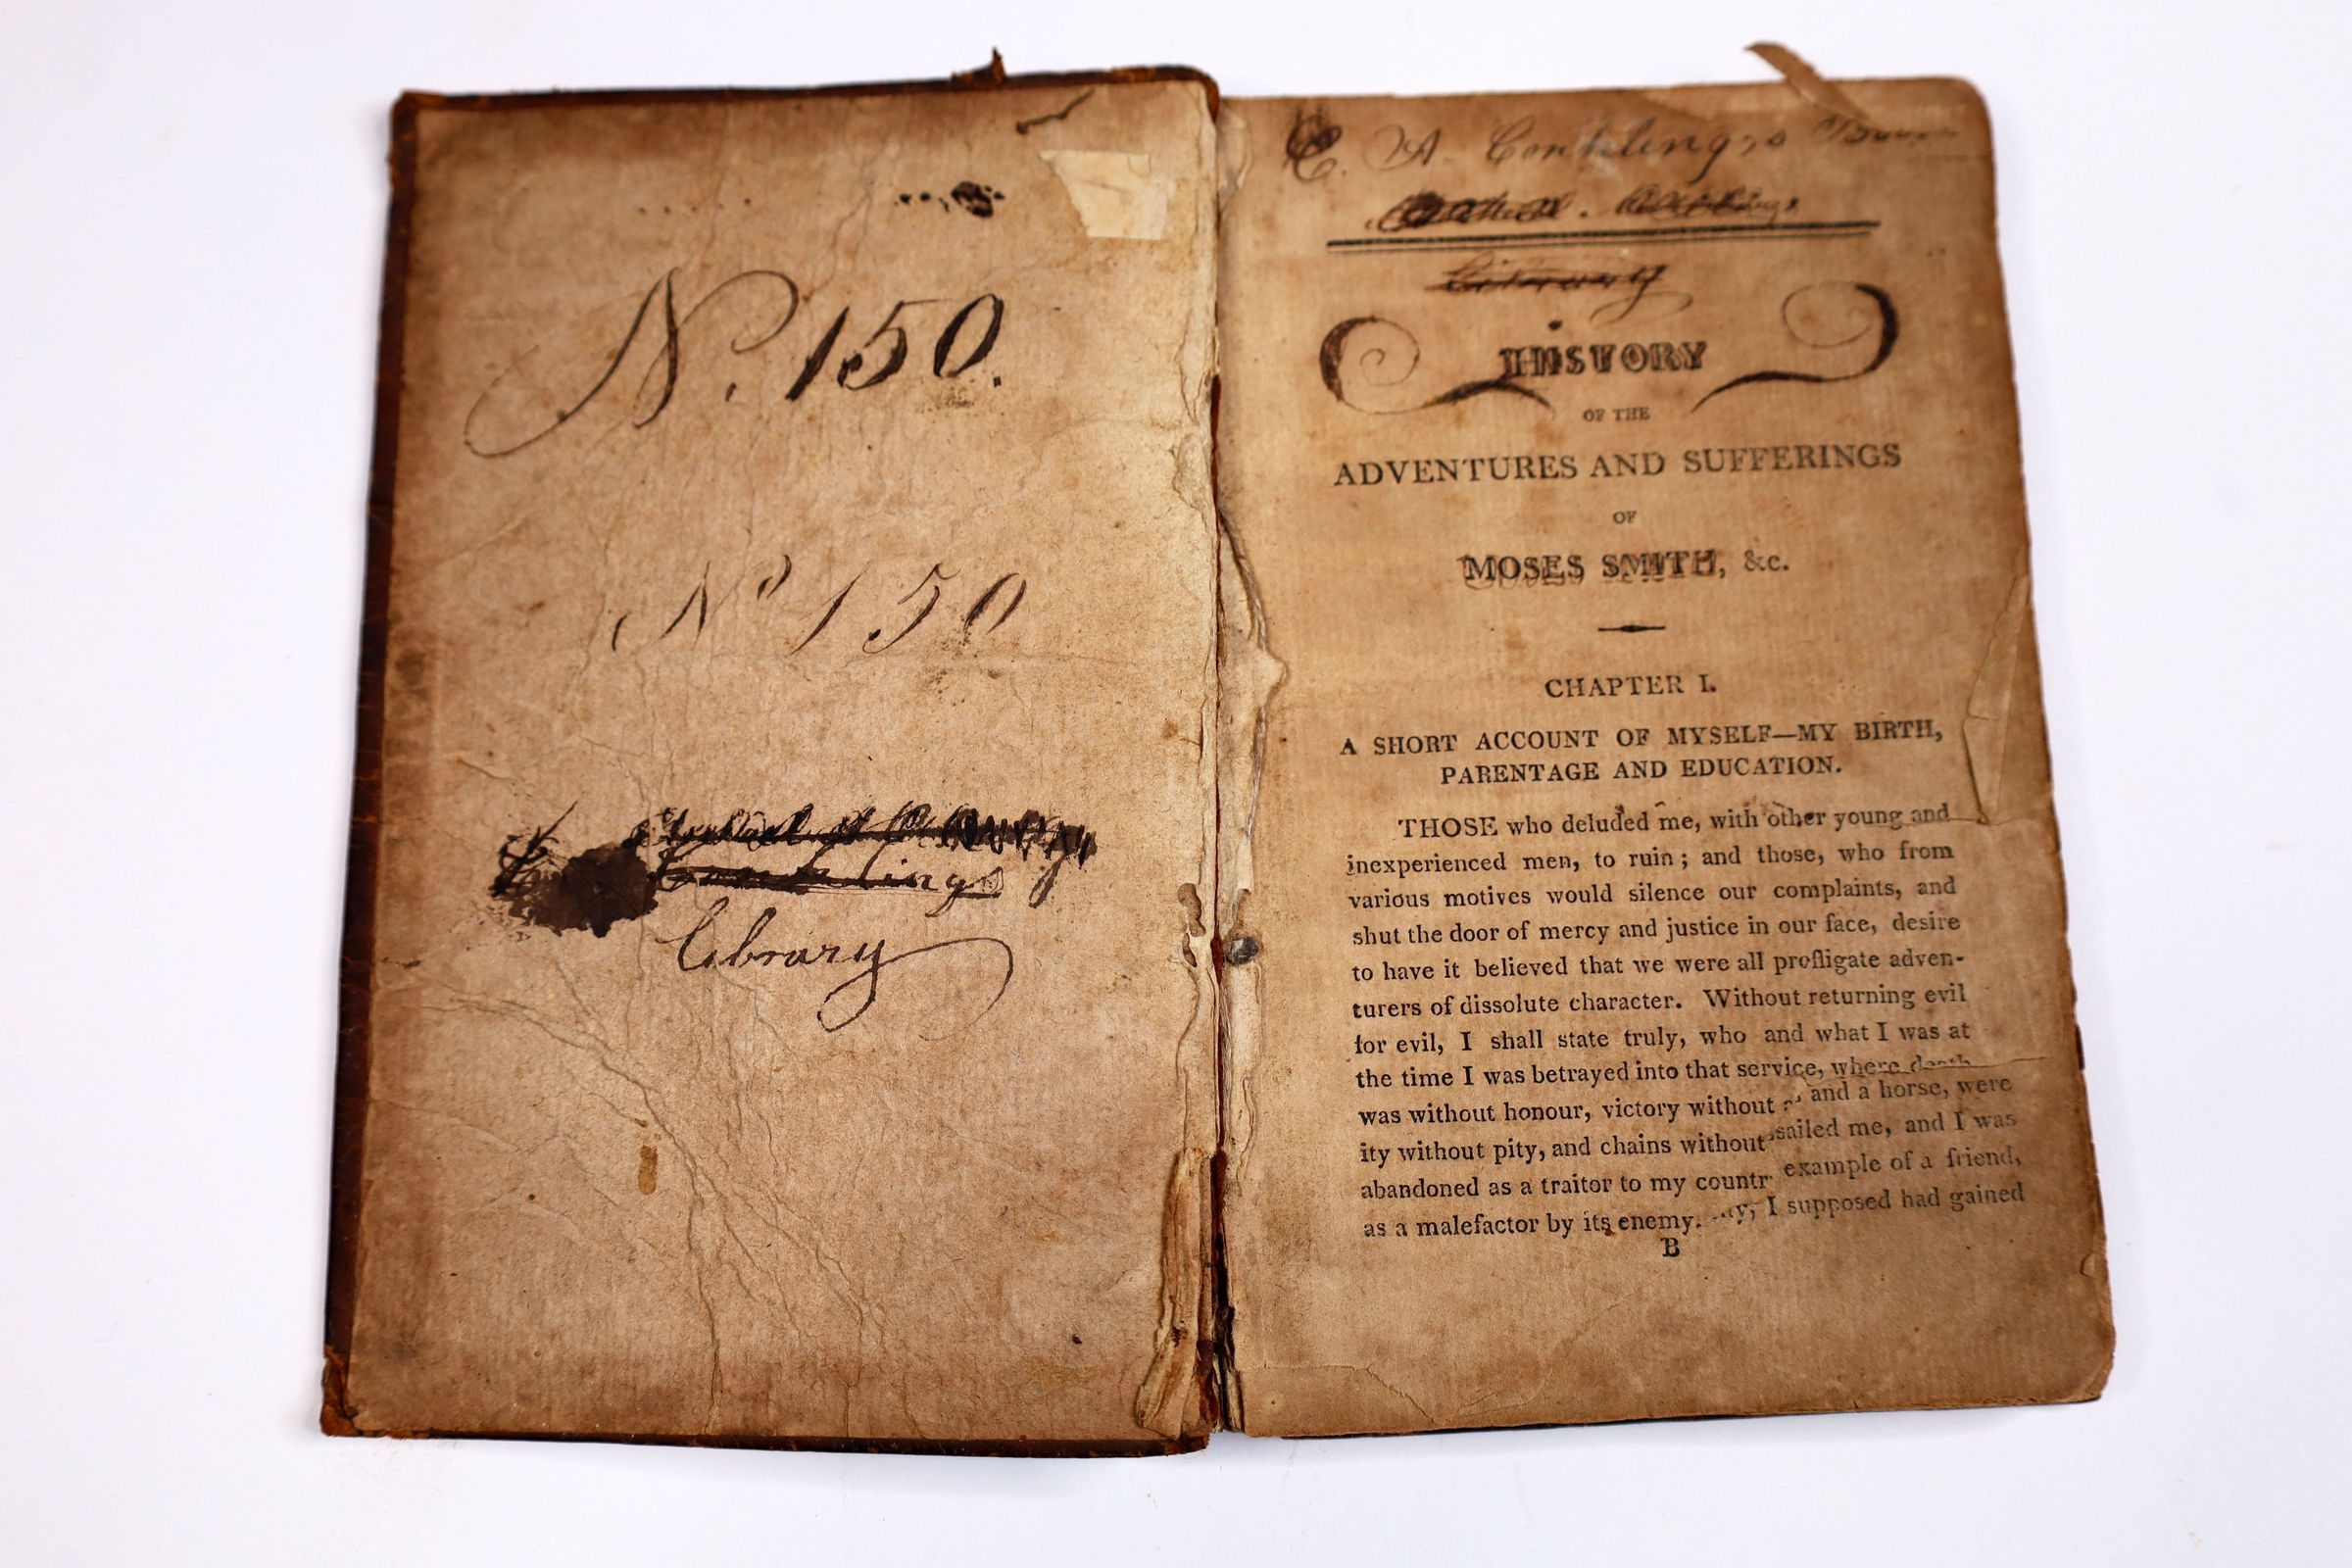 N. 150.
No 150
Conklings
Library
C. A. Conkling,s Book
Library
HISTORY
OF THE
ADVENTURES AND SUFFERINGS
OF
MOSES SMITH, &c.
CHAPTER I.
A SHORT ACCOUNT OF MYSELF—MY BIRTH,
PARENTAGE AND EDUCATION.
THOSE who deluded me, with other young and
inexperienced men, to ruin; and those, who from
various motives would silence our complaints, and
shut the door of mercy and justice in our face, desire
to have it believed that we were all profligate adven-
turers of dissolute character. Without returning evil
for evil, I shall state truly, who and what I was at
the time I was betrayed into that service, where death
was without honour, victory without and a horse, were
ity without pity, and chains without sailed me, and I was
abandoned as a traitor to my example of a friend,
as a malefactor by its enemy. I supposed had gained
B